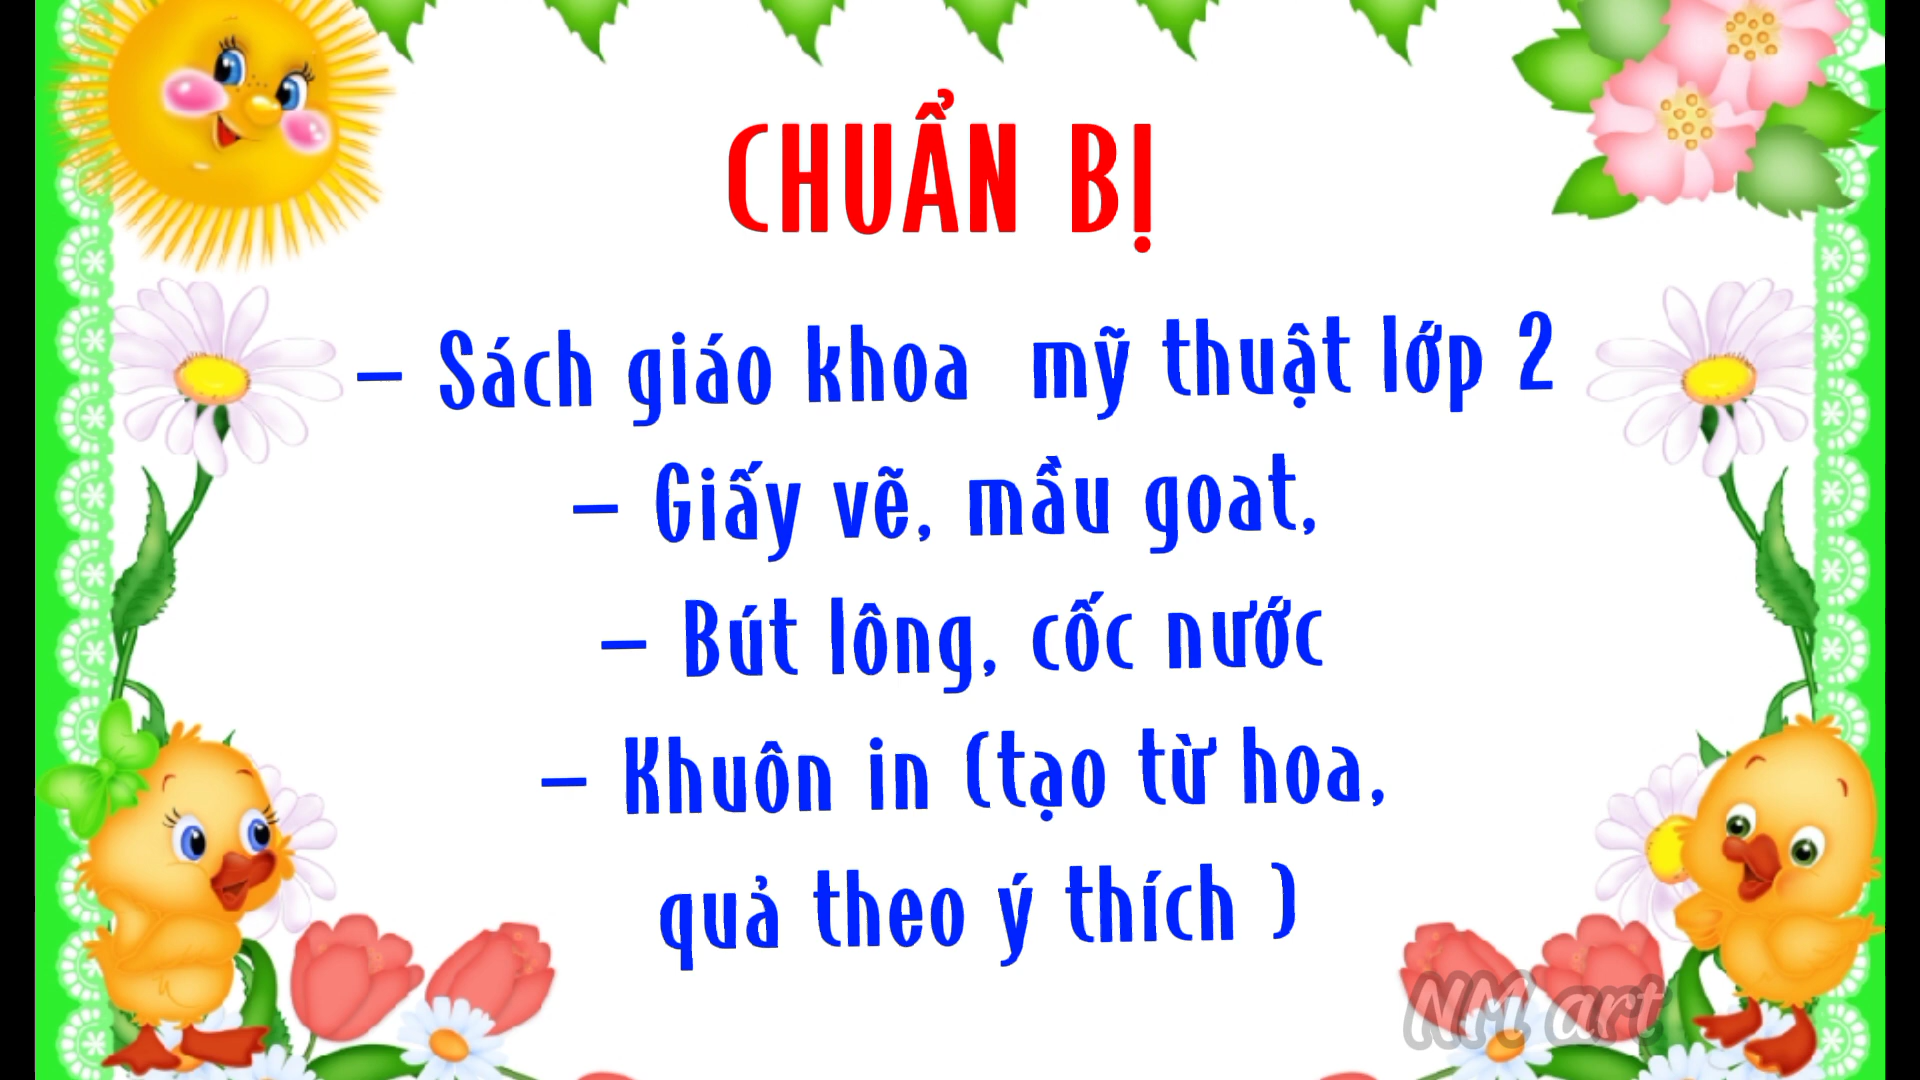 CHUẨN BỊ
– Sách giáo khoa mỹ thuật lớp 2
– Giấy vẽ, mầu goat,
– Bút lông, cốc nước
– Khuôn in (tạo từ hoa,
quả theo ý thích )
NM art